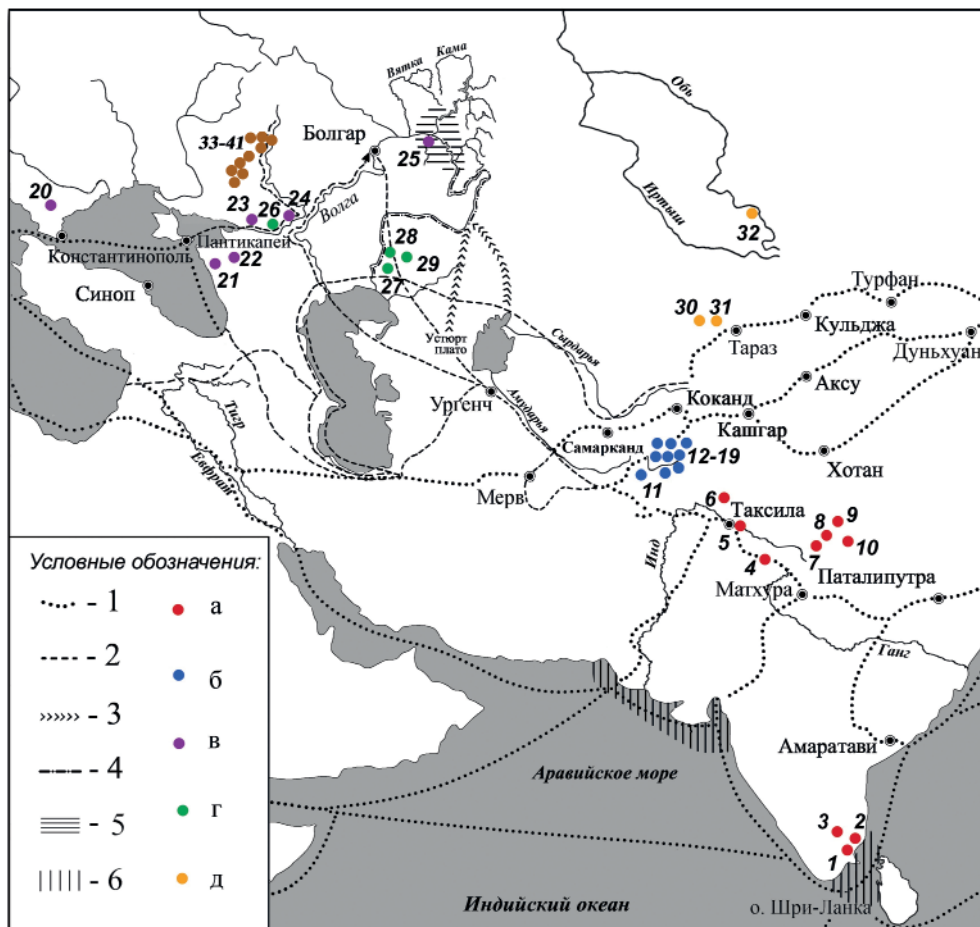 Обь
Кама
Вятка
33-41
Болгар
25
Иртыш
20
24
23
26
Волга
32
Константинополь
Пантикапей
28
22
29
21
27
Синоп
30 31
Турфан
Кульджа
Тараз
Дуньхуан
Устюрт
плато
Сырдарья
Аксу
Ургенч
Амударья
Коканд
Тигр
Самарканд
Кашгар
12-19
Евфрат
Мерв
11
Хотан
6
Таксила
9
8
5
10
7
Инд
4
Паталипутра
Матхура
Ганг
Условные обозначения:
- 1 а
- 2 б
- 3 в
- 4 г
- 5 д
- 6
Амаратави
Аравийское море
3 2
1
о. Шри-Ланка
Индийский океан